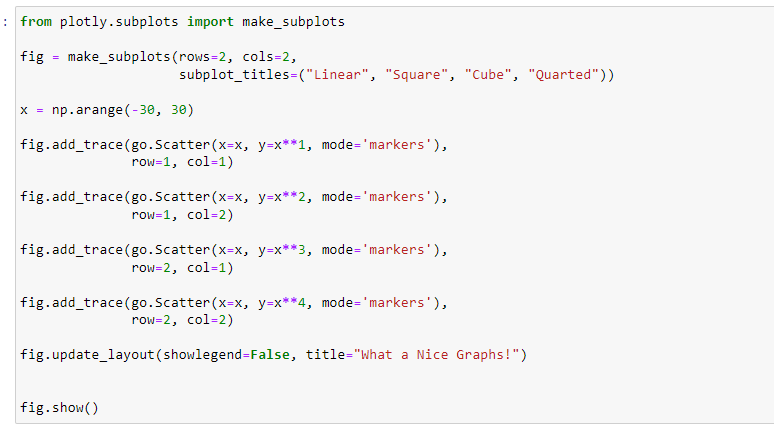 : from plotly.subplots import make_subplots
fig = make_subplots(rows=2, cols=2,
                    subplot_titles=("Linear", "Square", "Cube", "Quarted"))
x = np.arange(-30, 30)
fig.add_trace(go.Scatter(x=x, y=x**1, mode='markers'),
              row=1, col=1)
fig.add_trace(go.Scatter(x=x, y=x**2, mode='markers'),
              row=1, col=2)
fig.add_trace(go.Scatter(x=x, y=x**3, mode='markers'),
              row=2, col=1)
fig.add_trace(go.Scatter(x=x, y=x**4, mode='markers'),
              row=2, col=2)
fig.update_layout(showlegend=False, title="What a Nice Graphs!")
fig.show()